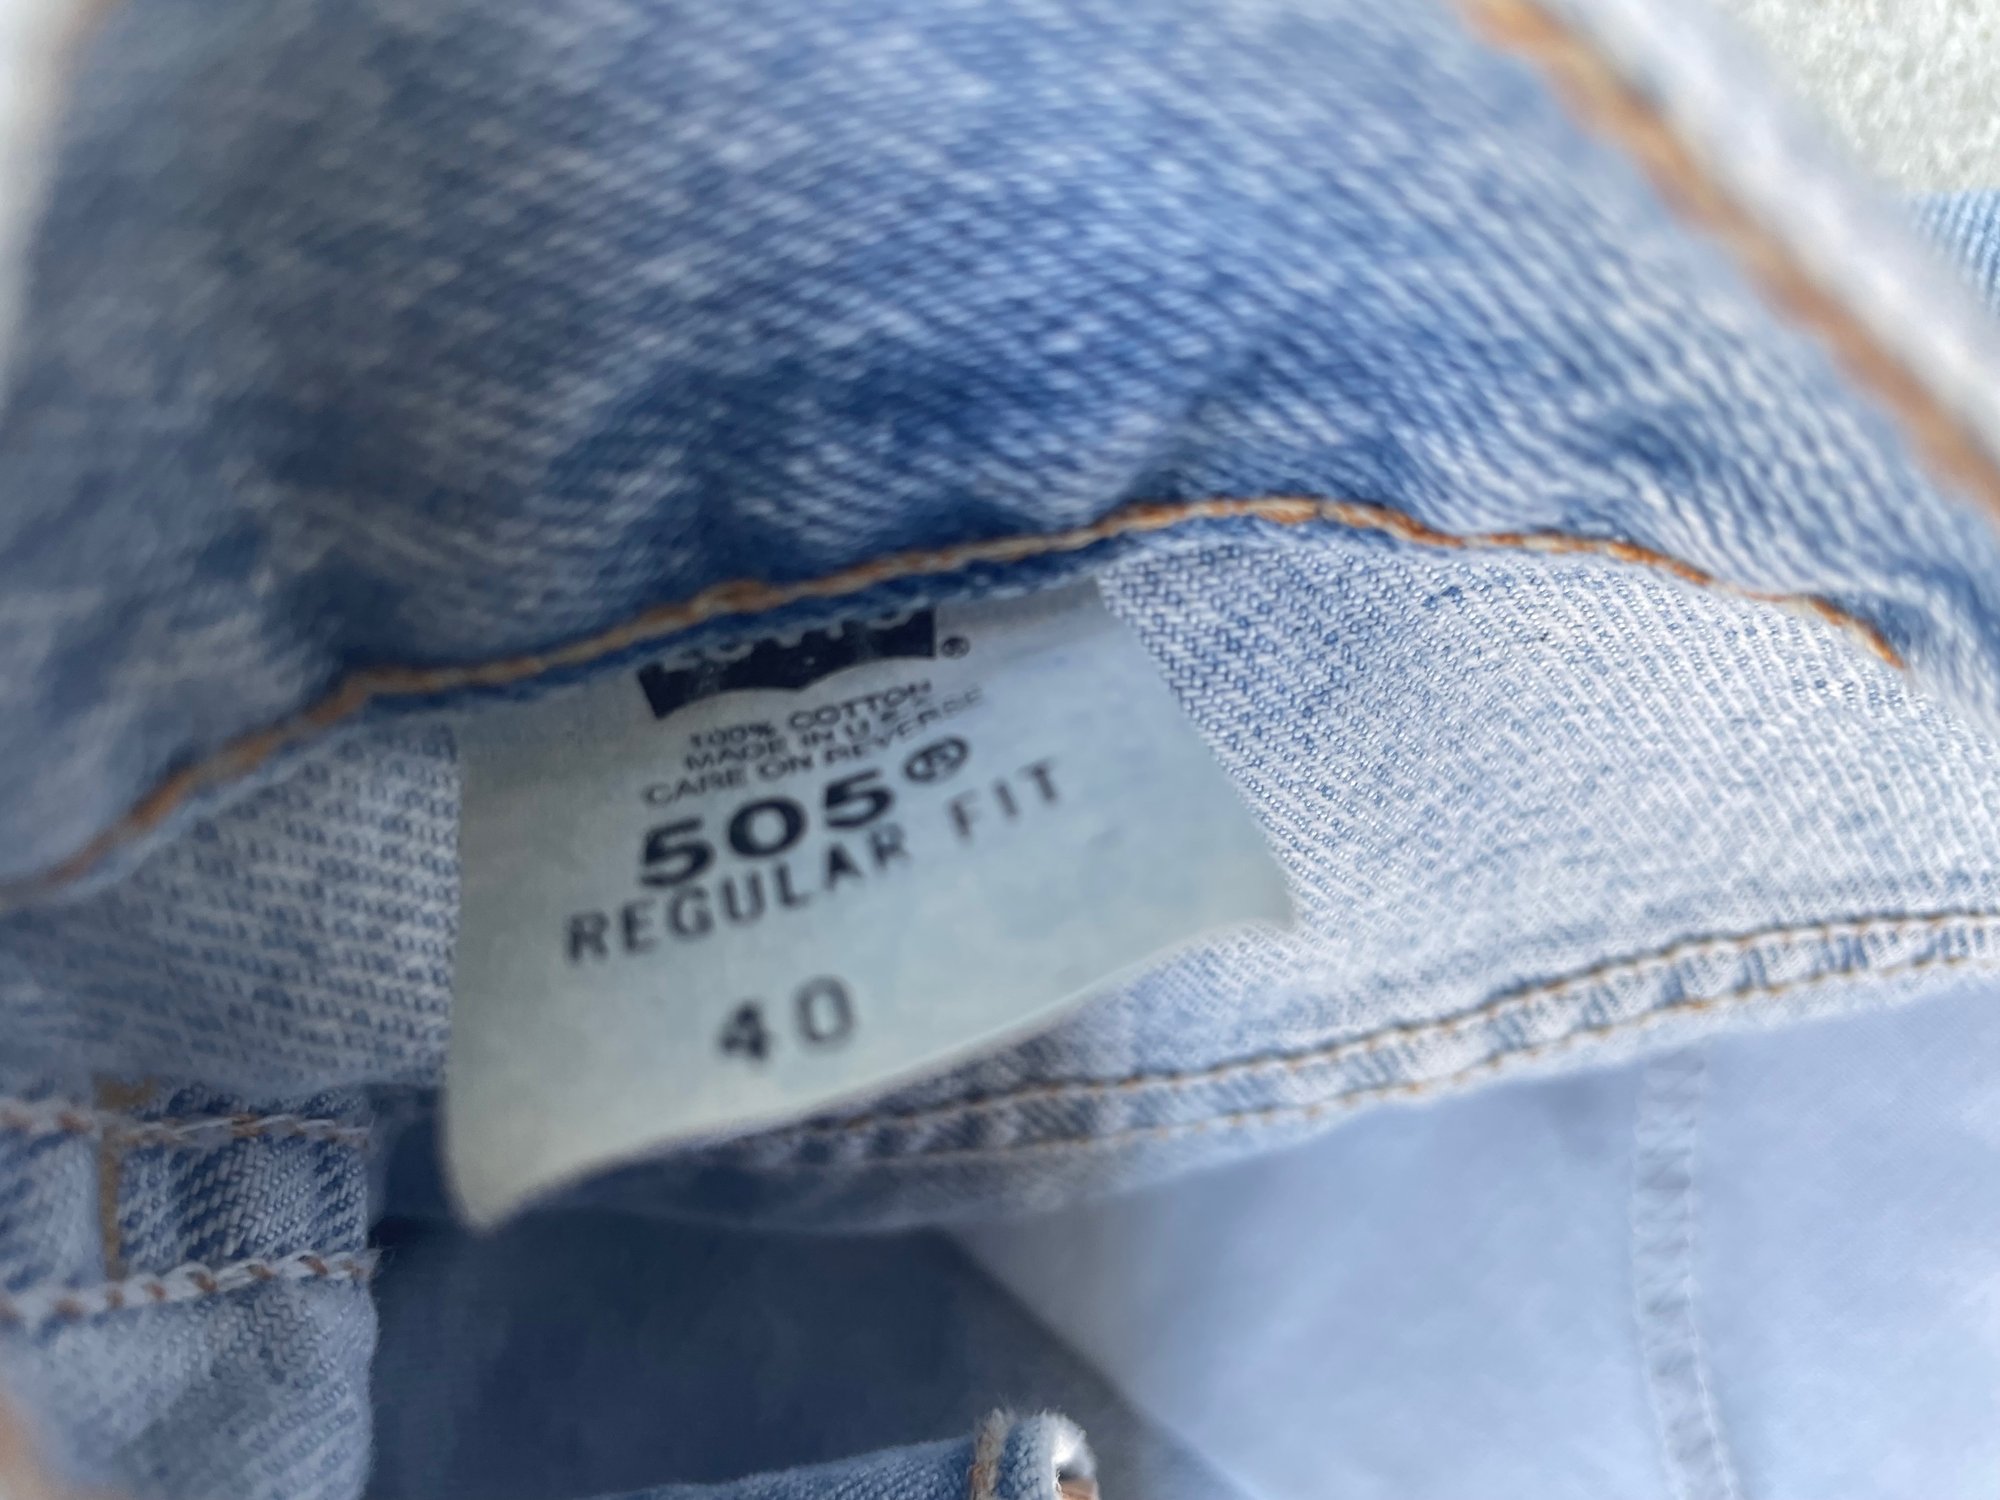 ®
100% COTTON
MADE IN U.S.A.
CARE ON REVERSE
505®
REGULAR FIT
40